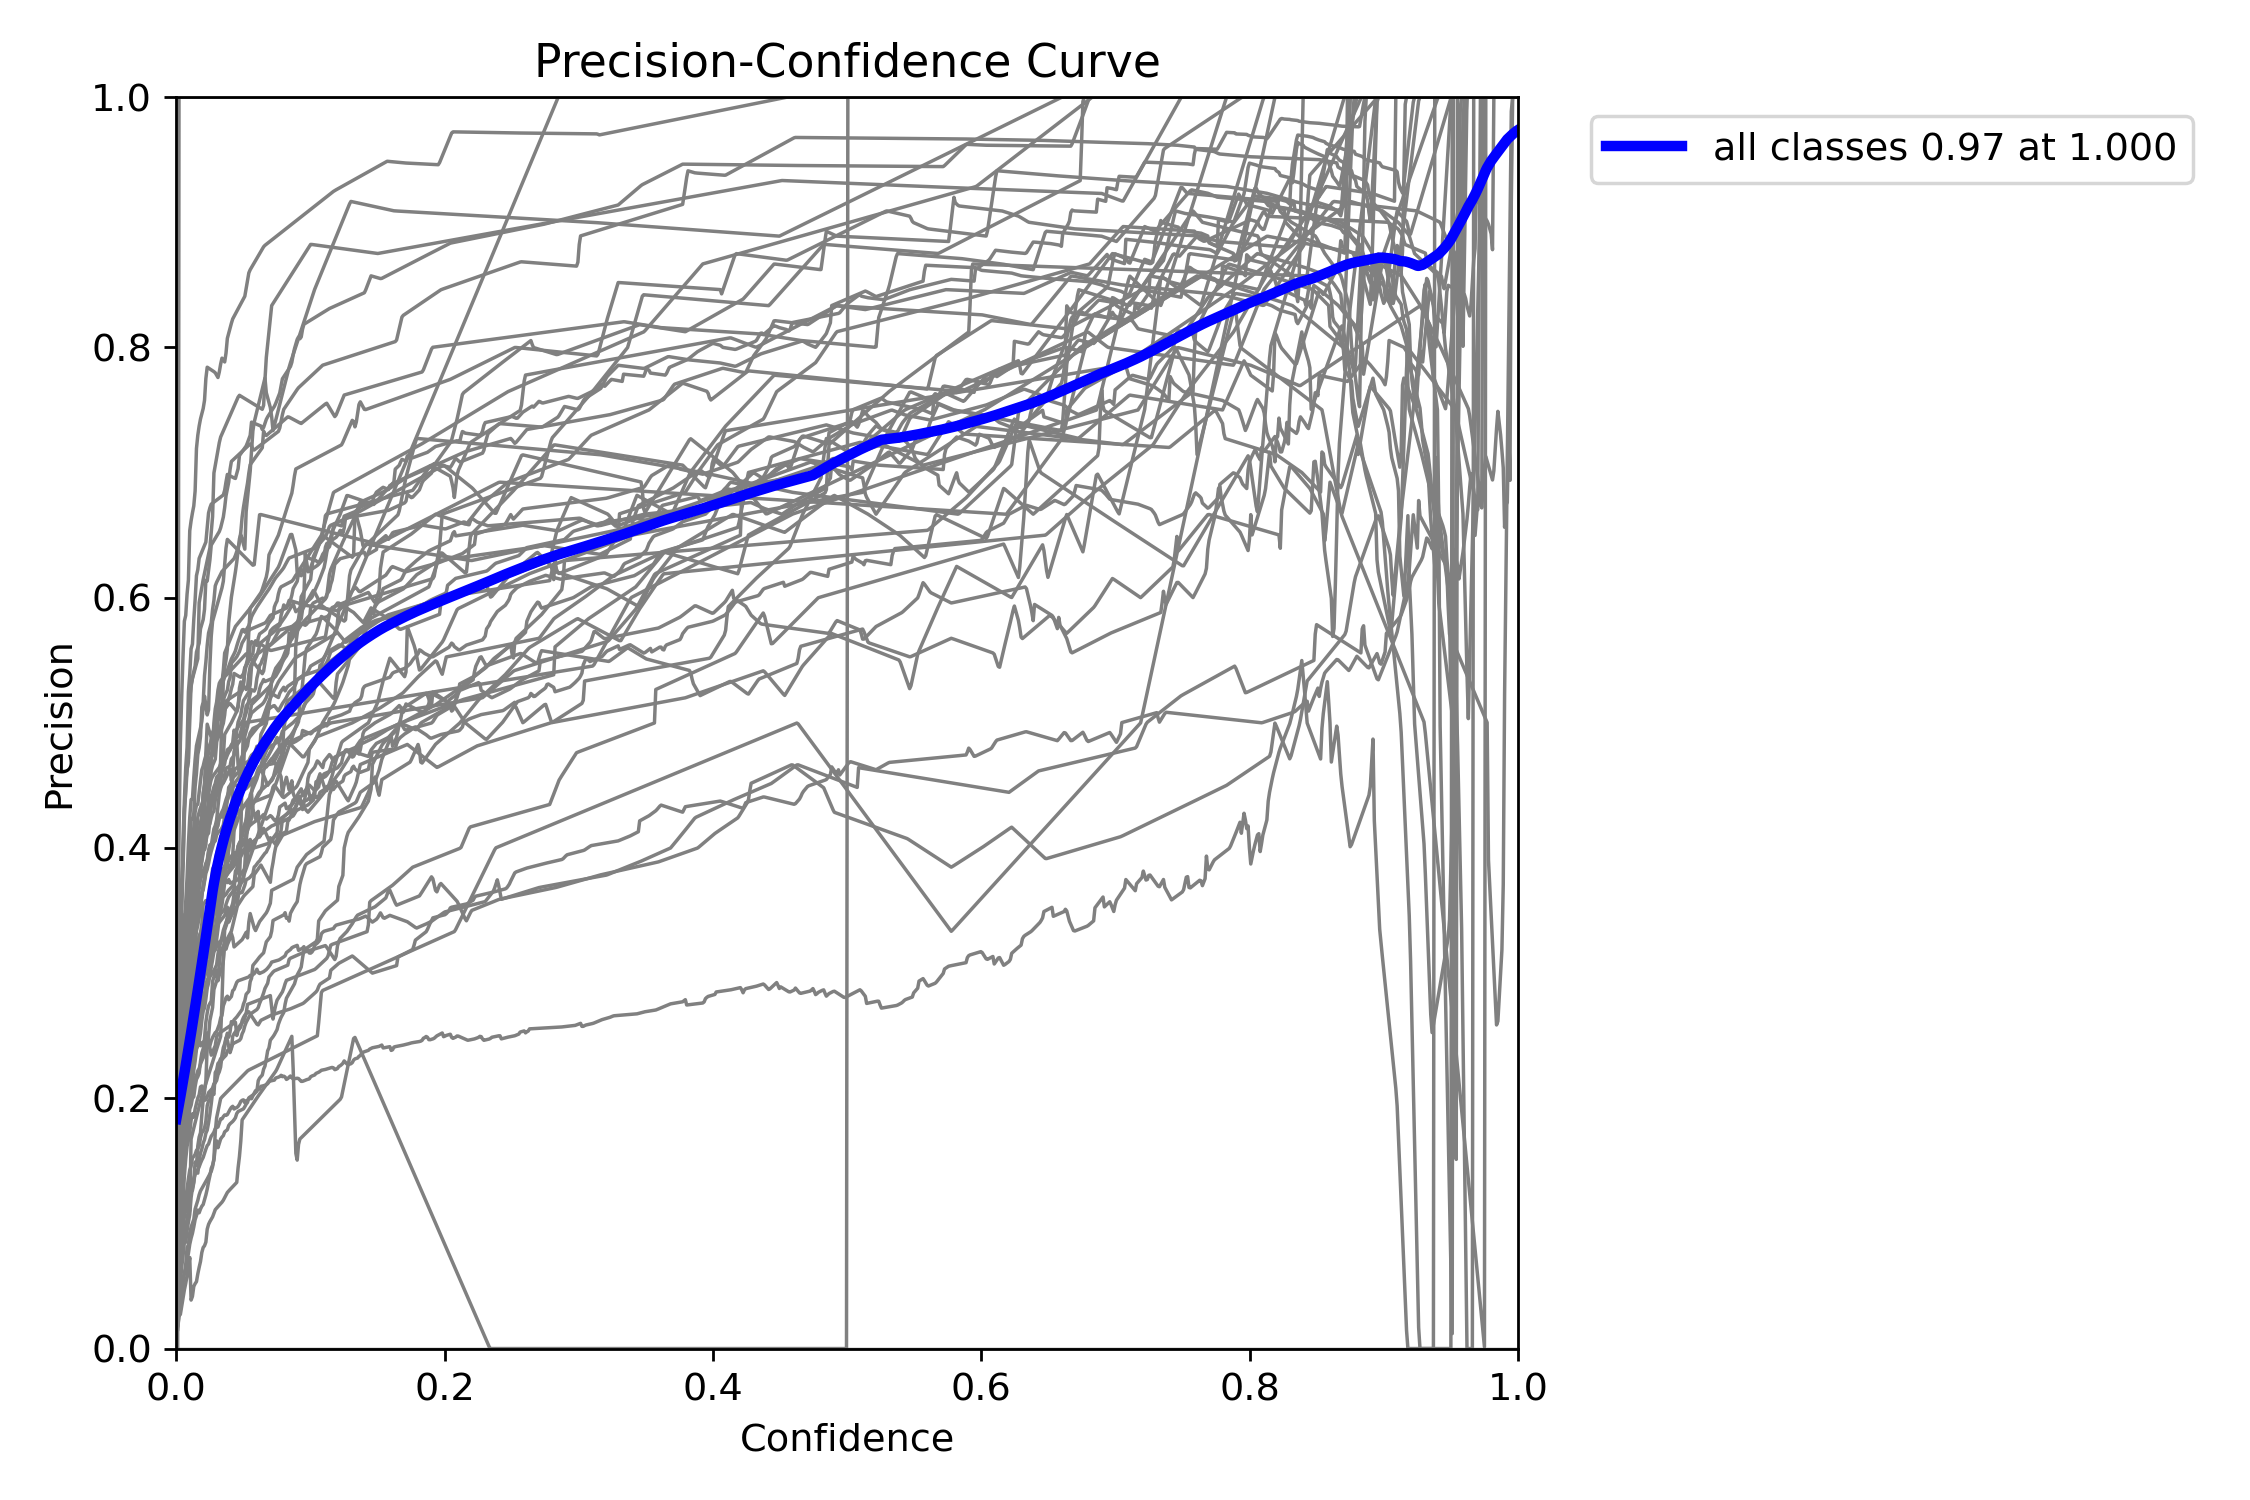 Precision-Confidence Curve
all classes 0.97 at 1.000
1.0
0.8
0.6
0.4
0.2
0.0
Precision
0.0 0.2 0.4 0.6 0.8 1.0
Confidence